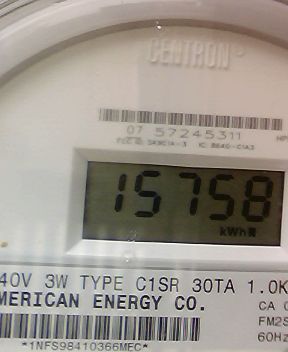 CENTRON
07 57245311
15758
kWh
40V 3W TYPE C1SR 30TA 1.0K
MERICAN ENERGY CO.
CA
FM2S
60Hz
*1NFS98410366MEC*